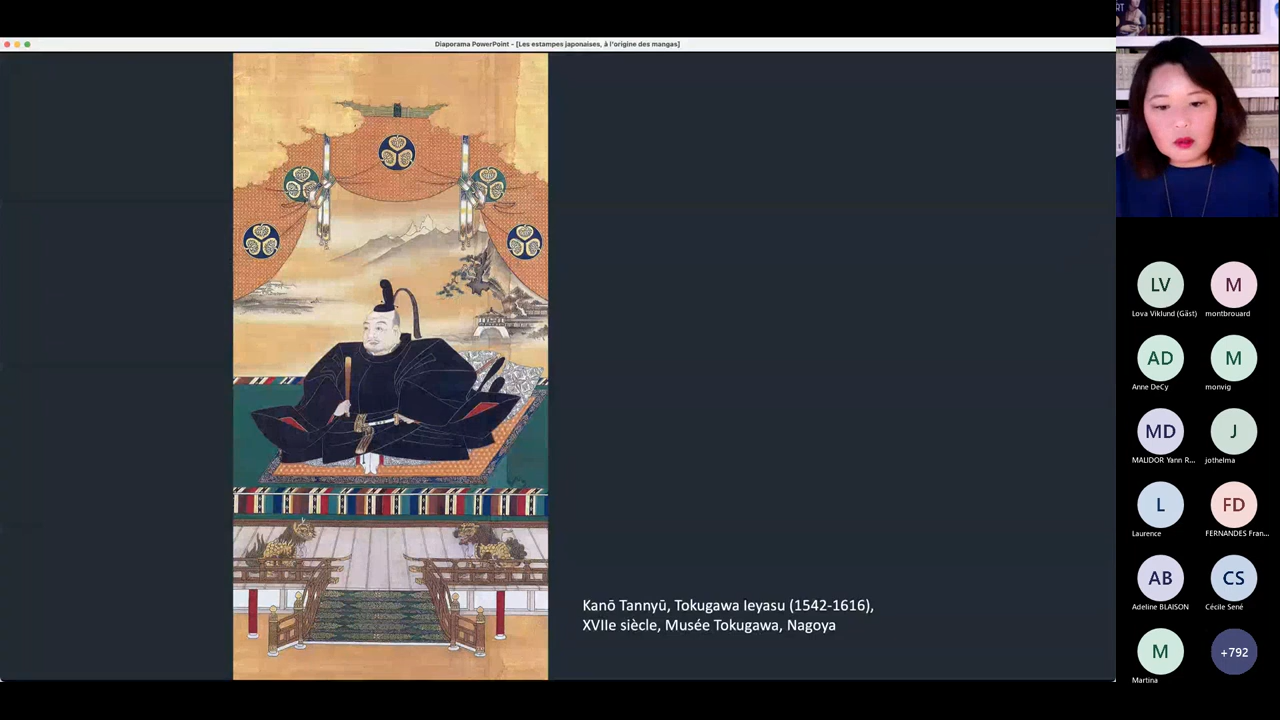 Diaporama PowerPoint - [Les estampes japonaises, à l'origine des mangas]
Kanō Tannyū, Tokugawa Ieyasu (1542-1616),
XVIIe siècle, Musée Tokugawa, Nagoya
LV
Lova Viklund (Gäst)
M
montbrouard
AD
Anne DeCy
M
monvig
MD
MALIDOR Yann R...
J
jothelma
L
Laurence
FD
FERNANDES Fran...
AB
Adeline BLAISON
CS
Cécile Sené
M
Martina
+792